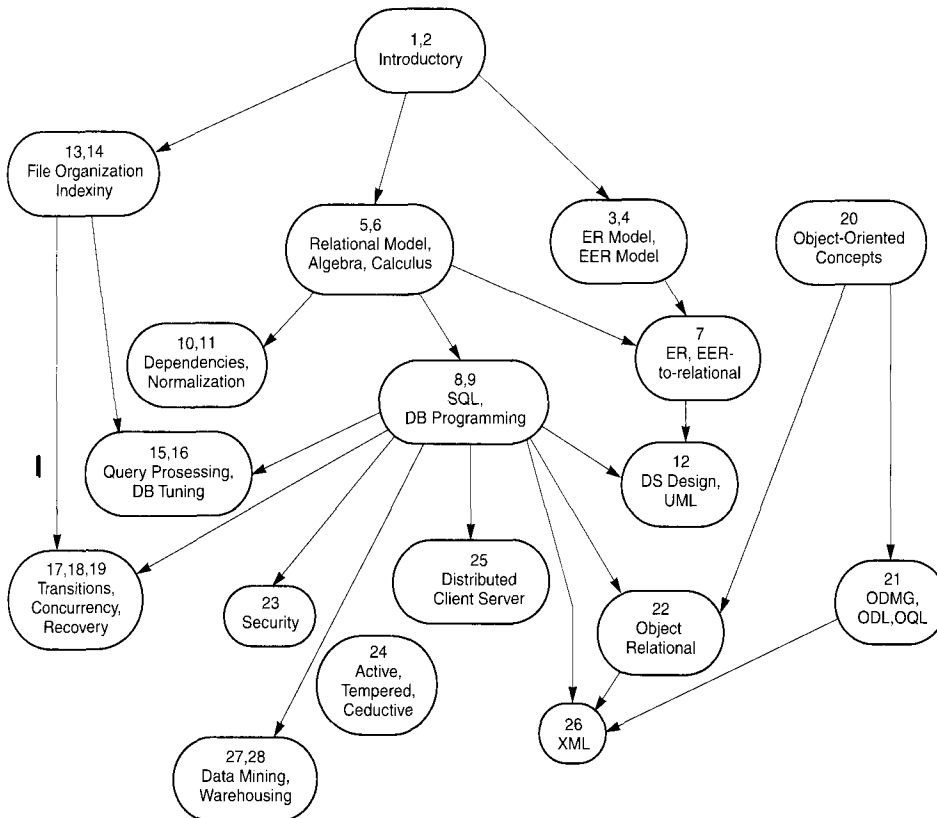 1,2
Introductory
13,14
File Organization
Indexiny
5,6
Relational Model,
Algebra, Calculus
3,4
ER Model,
EER Model
20
Object-Oriented
Concepts
10,11
Dependencies,
Normalization
7
ER, EER-
to-relational
8,9
SQL,
DB Programming
15,16
Query Prosessing,
DB Tuning
12
DS Design,
UML
17,18,19
Transitions,
Concurrency,
Recovery
23
Security
25
Distributed
Client Server
22
Object
Relational
21
ODMG,
ODL,OQL
24
Active,
Tempered,
Ceductive
26
XML
27,28
Data Mining,
Warehousing